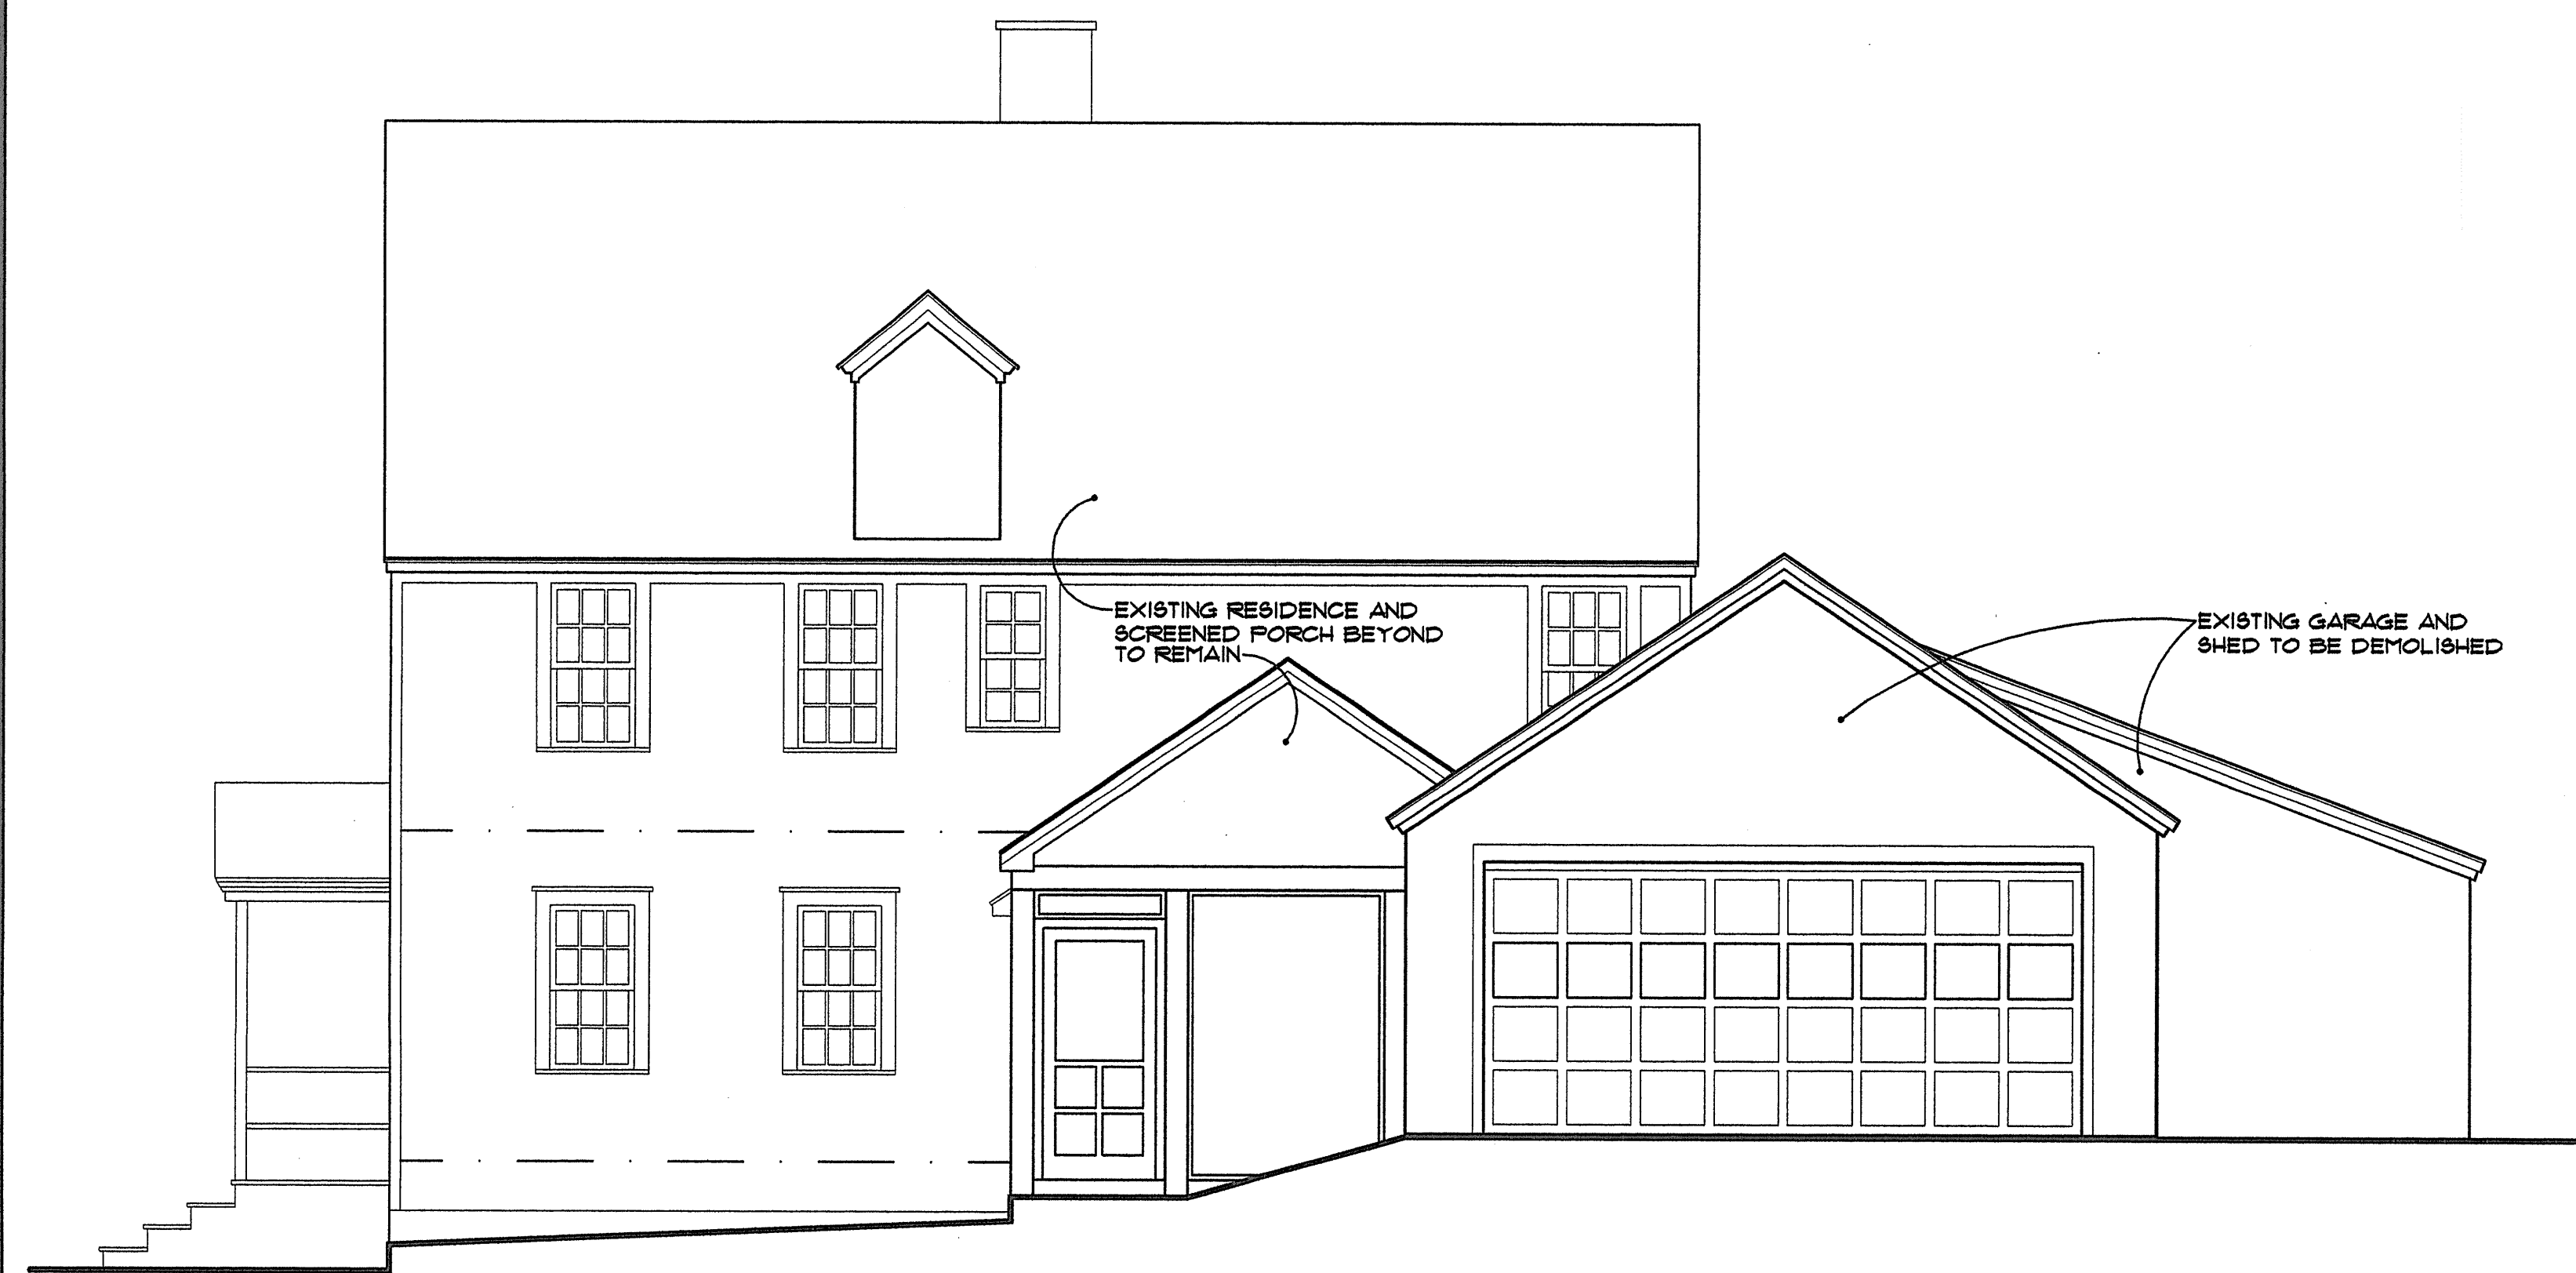 EXISTING RESIDENCE AND
SCREENED PORCH BEYOND
TO REMAIN
EXISTING GARAGE AND
SHED TO BE DEMOLISHED